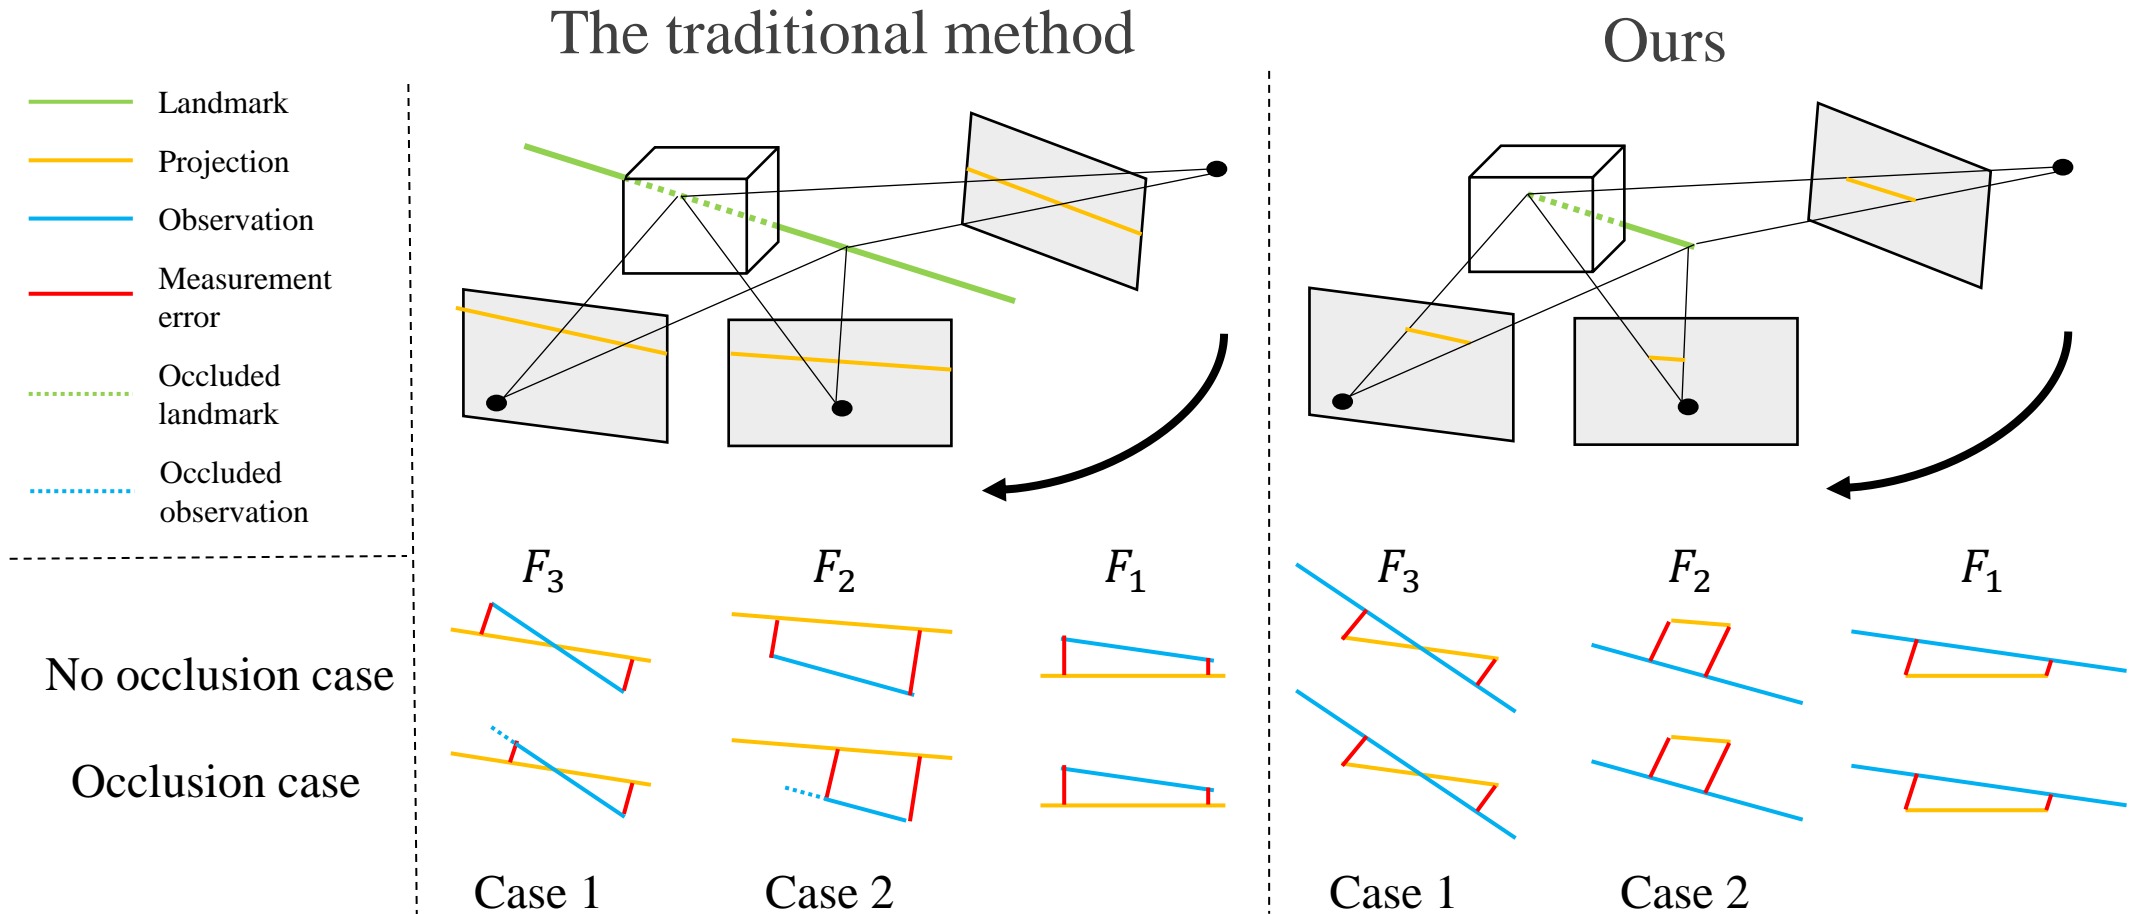 The traditional method
Ours
Landmark
Projection
Observation
Measurement
error
Occluded
landmark
Occluded
observation
F₃
F₂
F₁
F₃
F₂
F₁
No occlusion case
Occlusion case
Case 1
Case 2
Case 1
Case 2